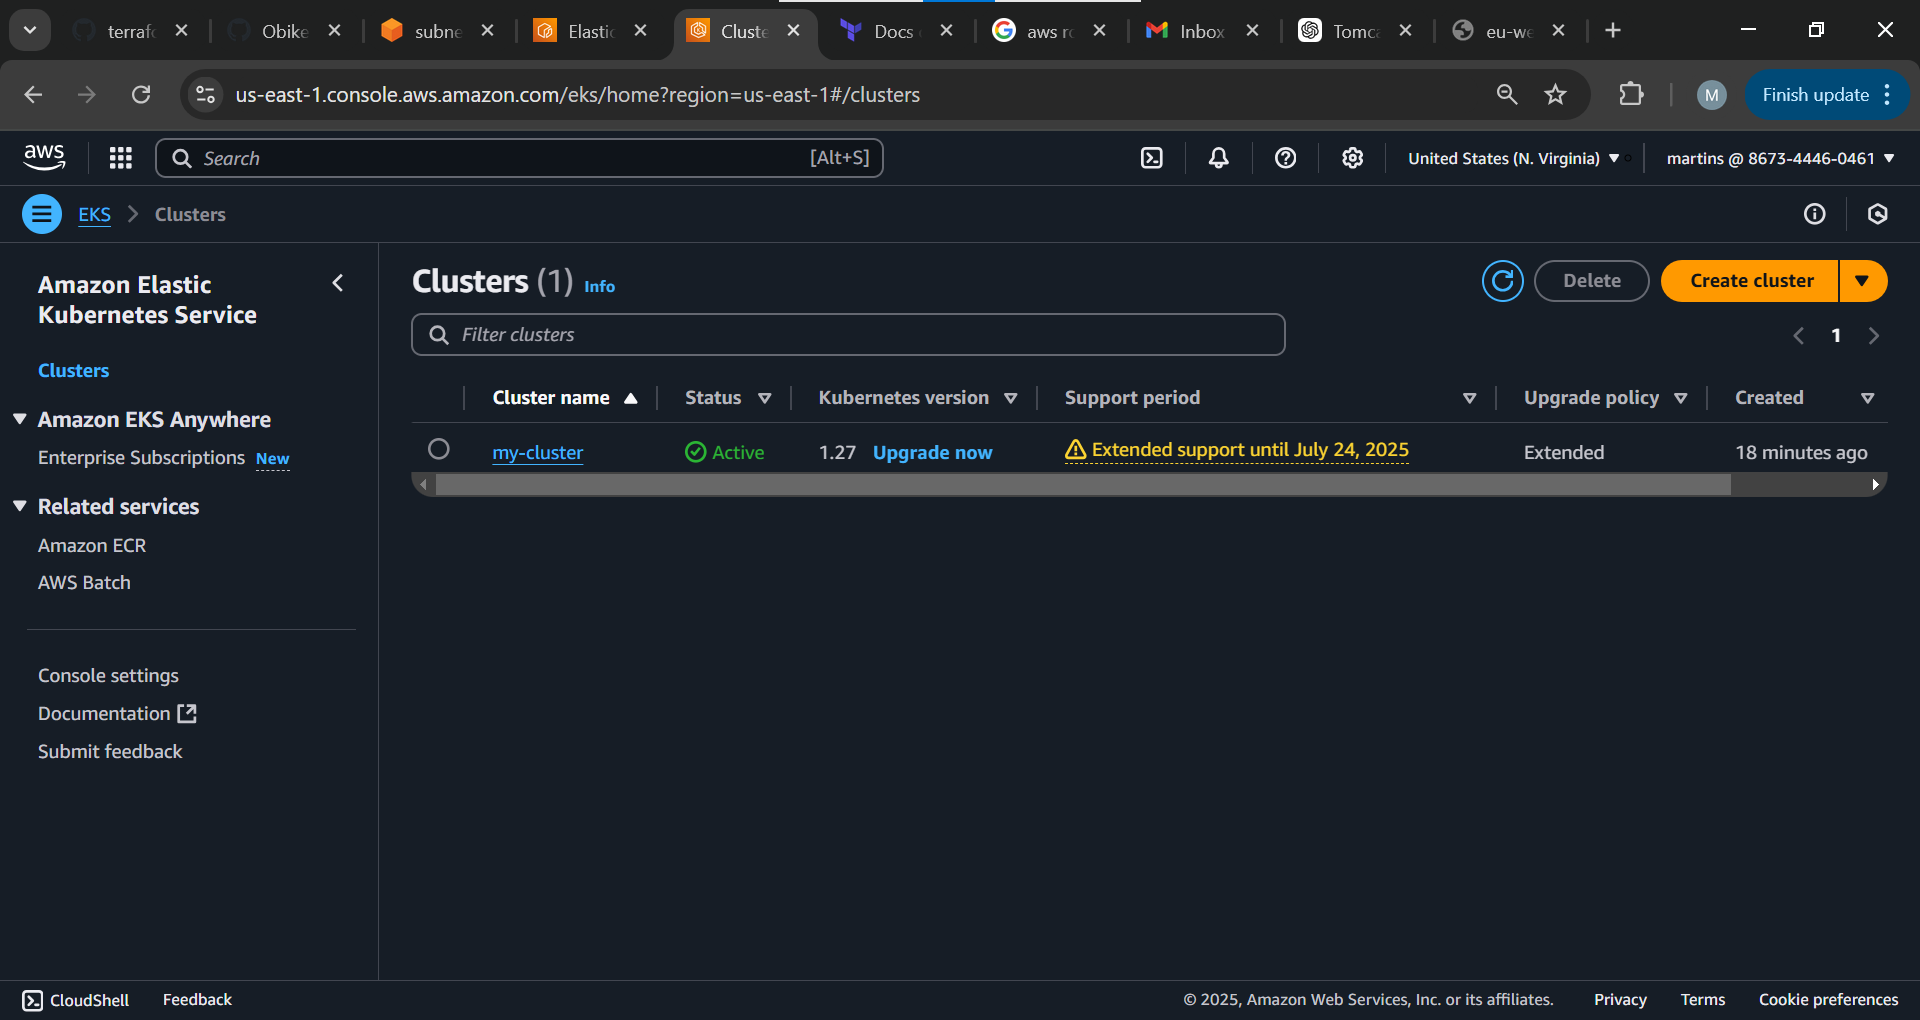 terrafo
Obike
subne
Elastic
Cluste
Docs
aws ro
Inbox
Tomca
eu-we
us-east-1.console.aws.amazon.com/eks/home?region=us-east-1#/clusters
M
Finish update
aws
Search
[Alt+S]
United States (N. Virginia)
martins @ 8673-4446-0461
EKS
Clusters
Amazon Elastic
Kubernetes Service
Clusters
Amazon EKS Anywhere
Enterprise Subscriptions New
Related services
Amazon ECR
AWS Batch
Console settings
Documentation
Submit feedback
Clusters (1) Info
Delete
Create cluster
Filter clusters
1
Cluster name Status Kubernetes version Support period Upgrade policy Created
my-cluster Active 1.27 Upgrade now Extended support until July 24, 2025 Extended 18 minutes ago
CloudShell Feedback © 2025, Amazon Web Services, Inc. or its affiliates. Privacy Terms Cookie preferences